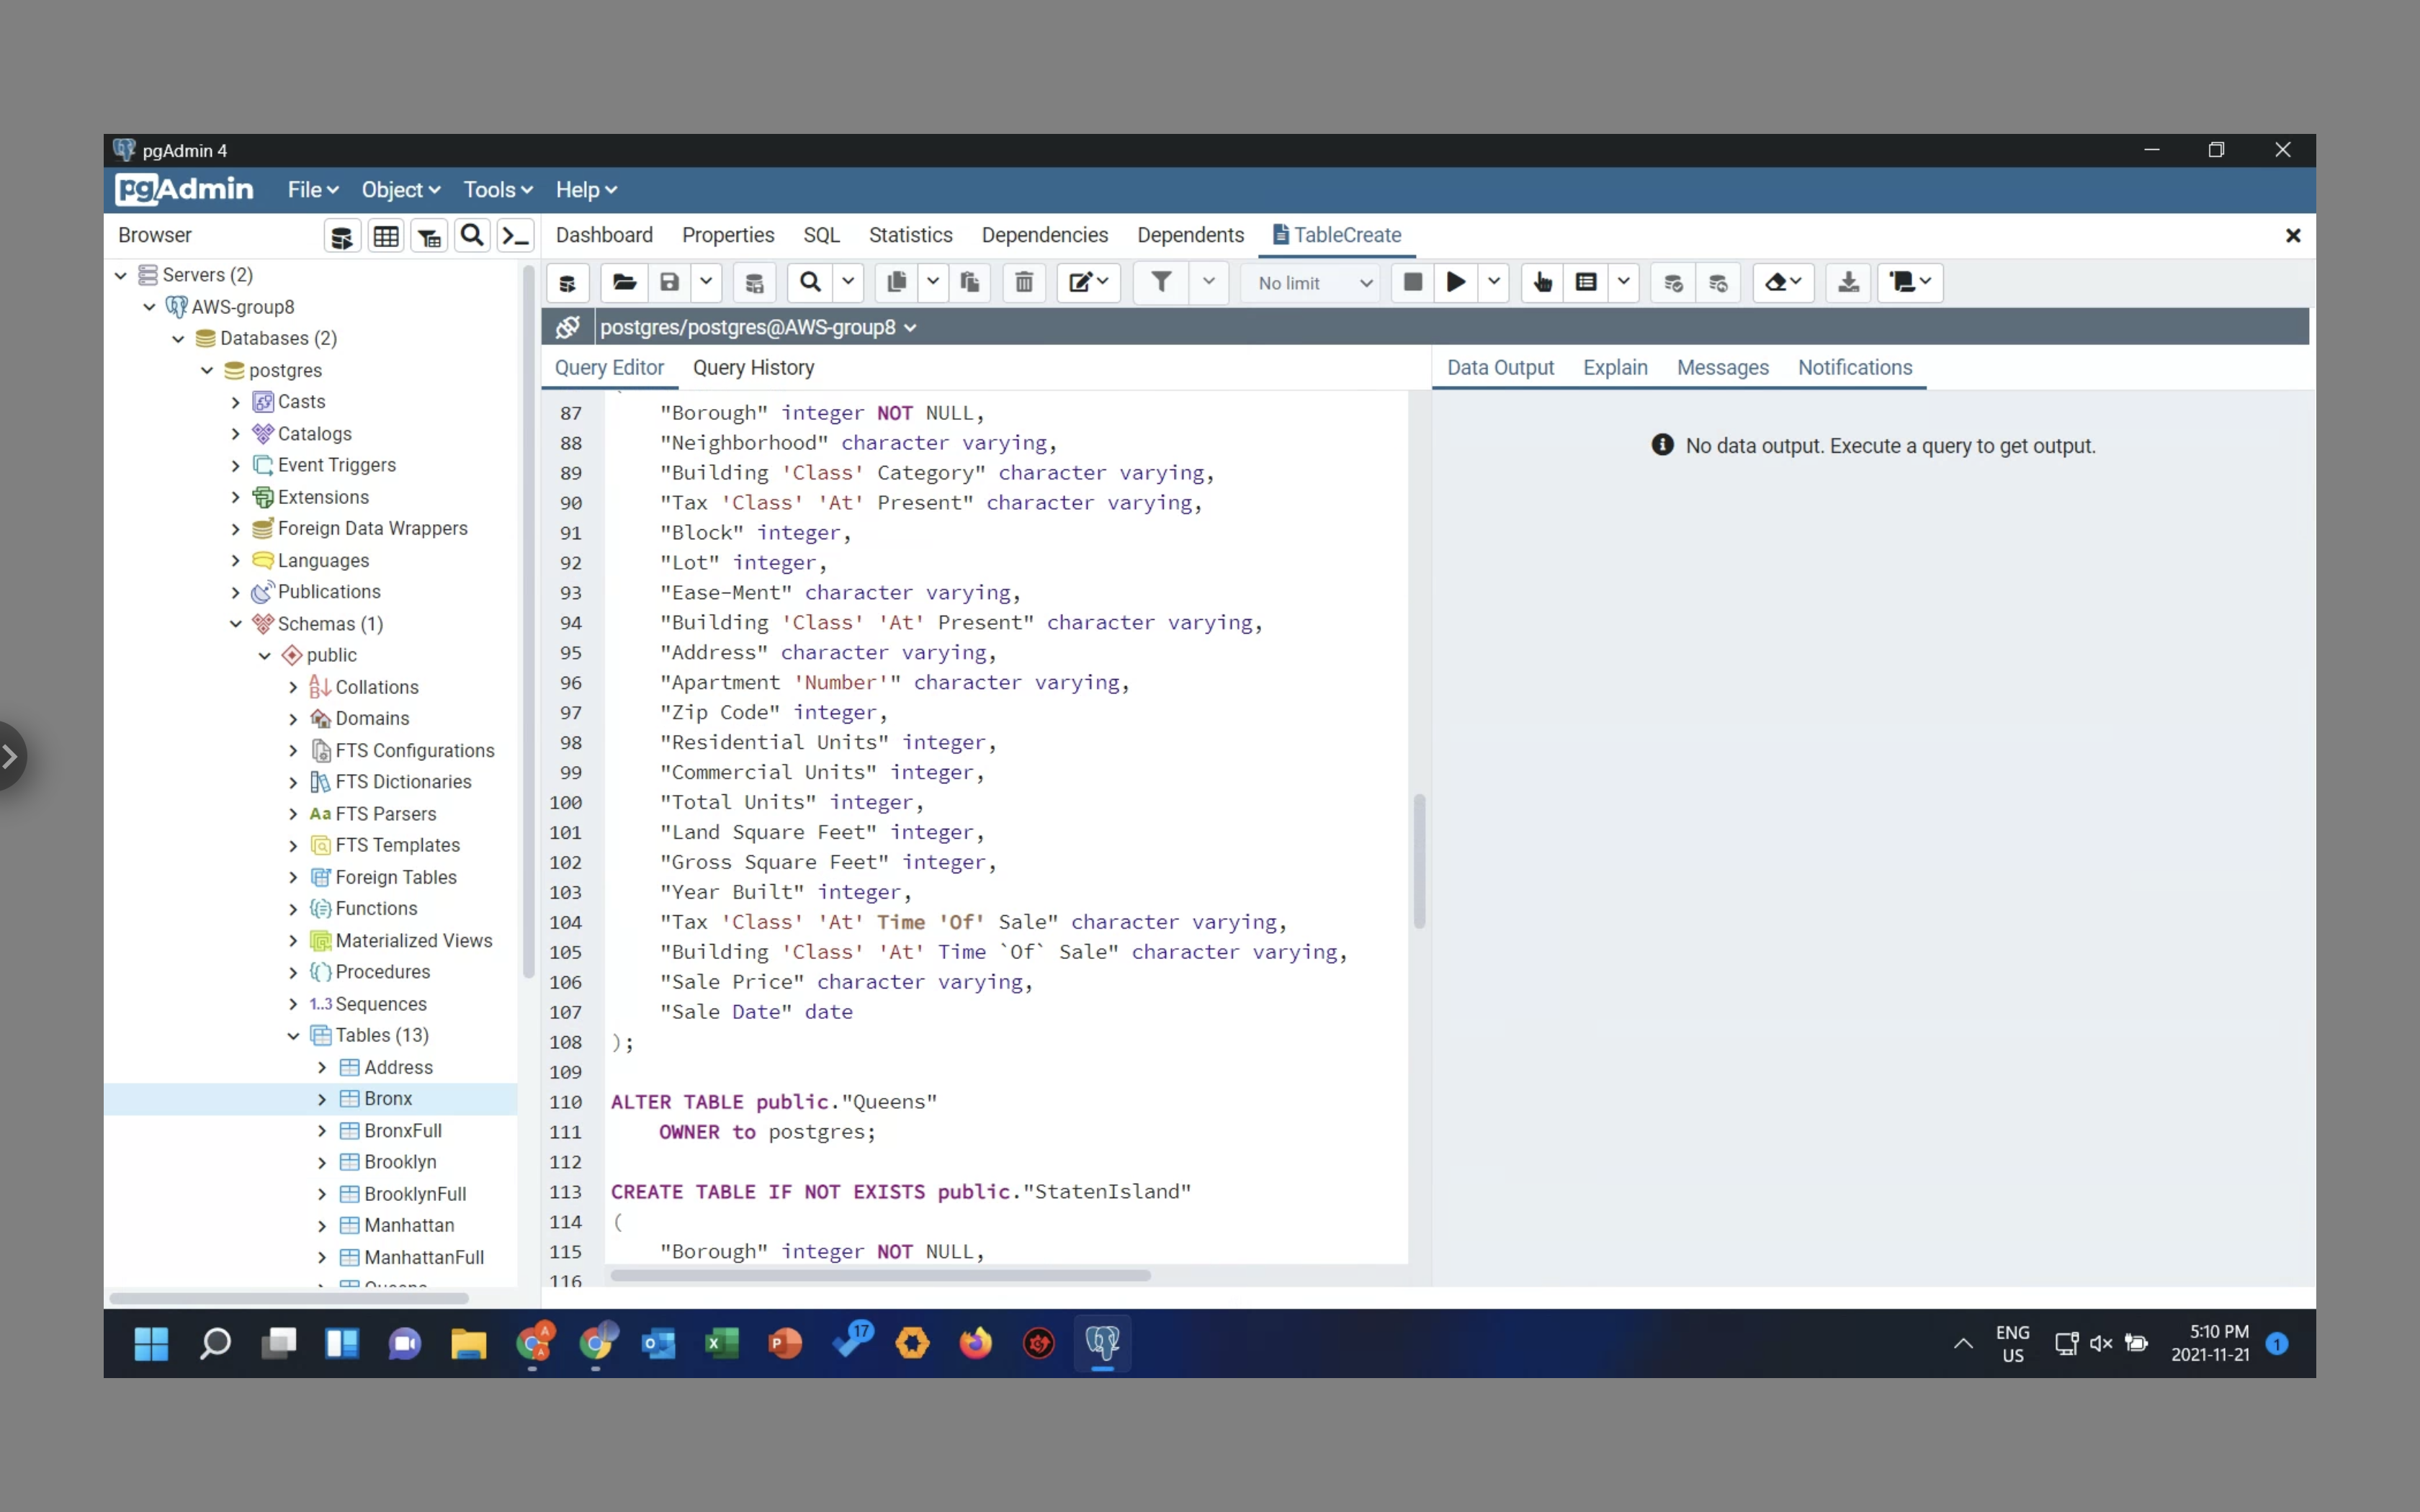 pgAdmin 4
pgAdmin File Object Tools Help
Browser
Dashboard Properties SQL Statistics Dependencies Dependents TableCreate
No limit
postgres/postgres@AWS-group8
Query Editor Query History
Data Output Explain Messages Notifications
No data output. Execute a query to get output.
Servers (2)
AWS-group8
Databases (2)
postgres
Casts
Catalogs
Event Triggers
Extensions
Foreign Data Wrappers
Languages
Publications
Schemas (1)
public
Collations
Domains
FTS Configurations
FTS Dictionaries
Aa FTS Parsers
FTS Templates
Foreign Tables
Functions
Materialized Views
Procedures
1..3 Sequences
Tables (13)
Address
Bronx
BronxFull
Brooklyn
BrooklynFull
Manhattan
ManhattanFull
87 "Borough" integer NOT NULL,
88 "Neighborhood" character varying,
89 "Building 'Class' Category" character varying,
90 "Tax 'Class' 'At' Present" character varying,
91 "Block" integer,
92 "Lot" integer,
93 "Ease-Ment" character varying,
94 "Building 'Class' 'At' Present" character varying,
95 "Address" character varying,
96 "Apartment 'Number'" character varying,
97 "Zip Code" integer,
98 "Residential Units" integer,
99 "Commercial Units" integer,
100 "Total Units" integer,
101 "Land Square Feet" integer,
102 "Gross Square Feet" integer,
103 "Year Built" integer,
104 "Tax 'Class' 'At' Time 'Of' Sale" character varying,
105 "Building 'Class' 'At' Time `Of` Sale" character varying,
106 "Sale Price" character varying,
107 "Sale Date" date
108 );
109
110 ALTER TABLE public."Queens"
111 OWNER to postgres;
112
113 CREATE TABLE IF NOT EXISTS public."StatenIsland"
114 (
115 "Borough" integer NOT NULL,
116
17
ENG
US
5:10 PM
2021-11-21
1